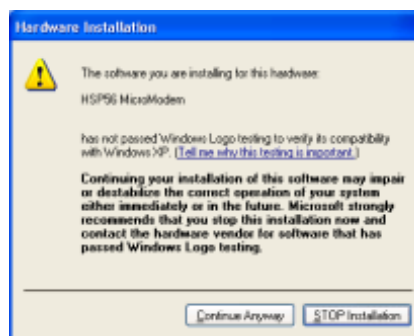 Hardware Installation
The software you are installing for this hardware:
HSP56 MicroModem
has not passed Windows Logo testing to verify its compatibility
with Windows XP. (Tell me why this testing is important.)
Continuing your installation of this software may impair
or destabilize the correct operation of your system
either immediately or in the future. Microsoft strongly
recommends that you stop this installation now and
contact the hardware vendor for software that has
passed Windows Logo testing.
Continue Anyway
STOP Installation